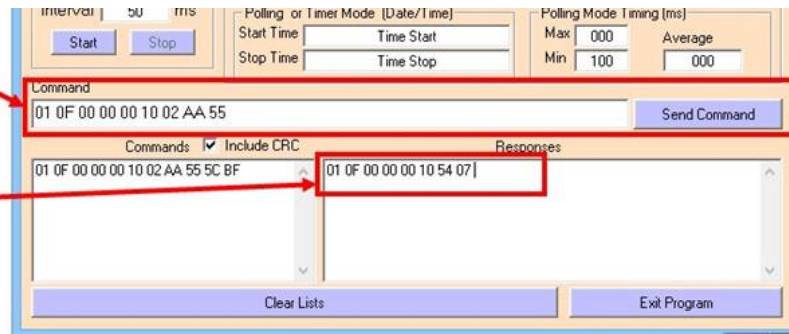 Interval 50 ms
Polling or Timer Mode (Date/Time)
Polling Mode Timing (ms)
Start Stop
Start Time Time Start
Stop Time Time Stop
Max 000 Average
Min 100 000
Command
01 0F 00 00 00 10 02 AA 55 Send Command
Commands Include CRC Responses
01 0F 00 00 00 10 02 AA 55 5C BF
01 0F 00 00 00 10 54 07
Clear Lists Exit Program